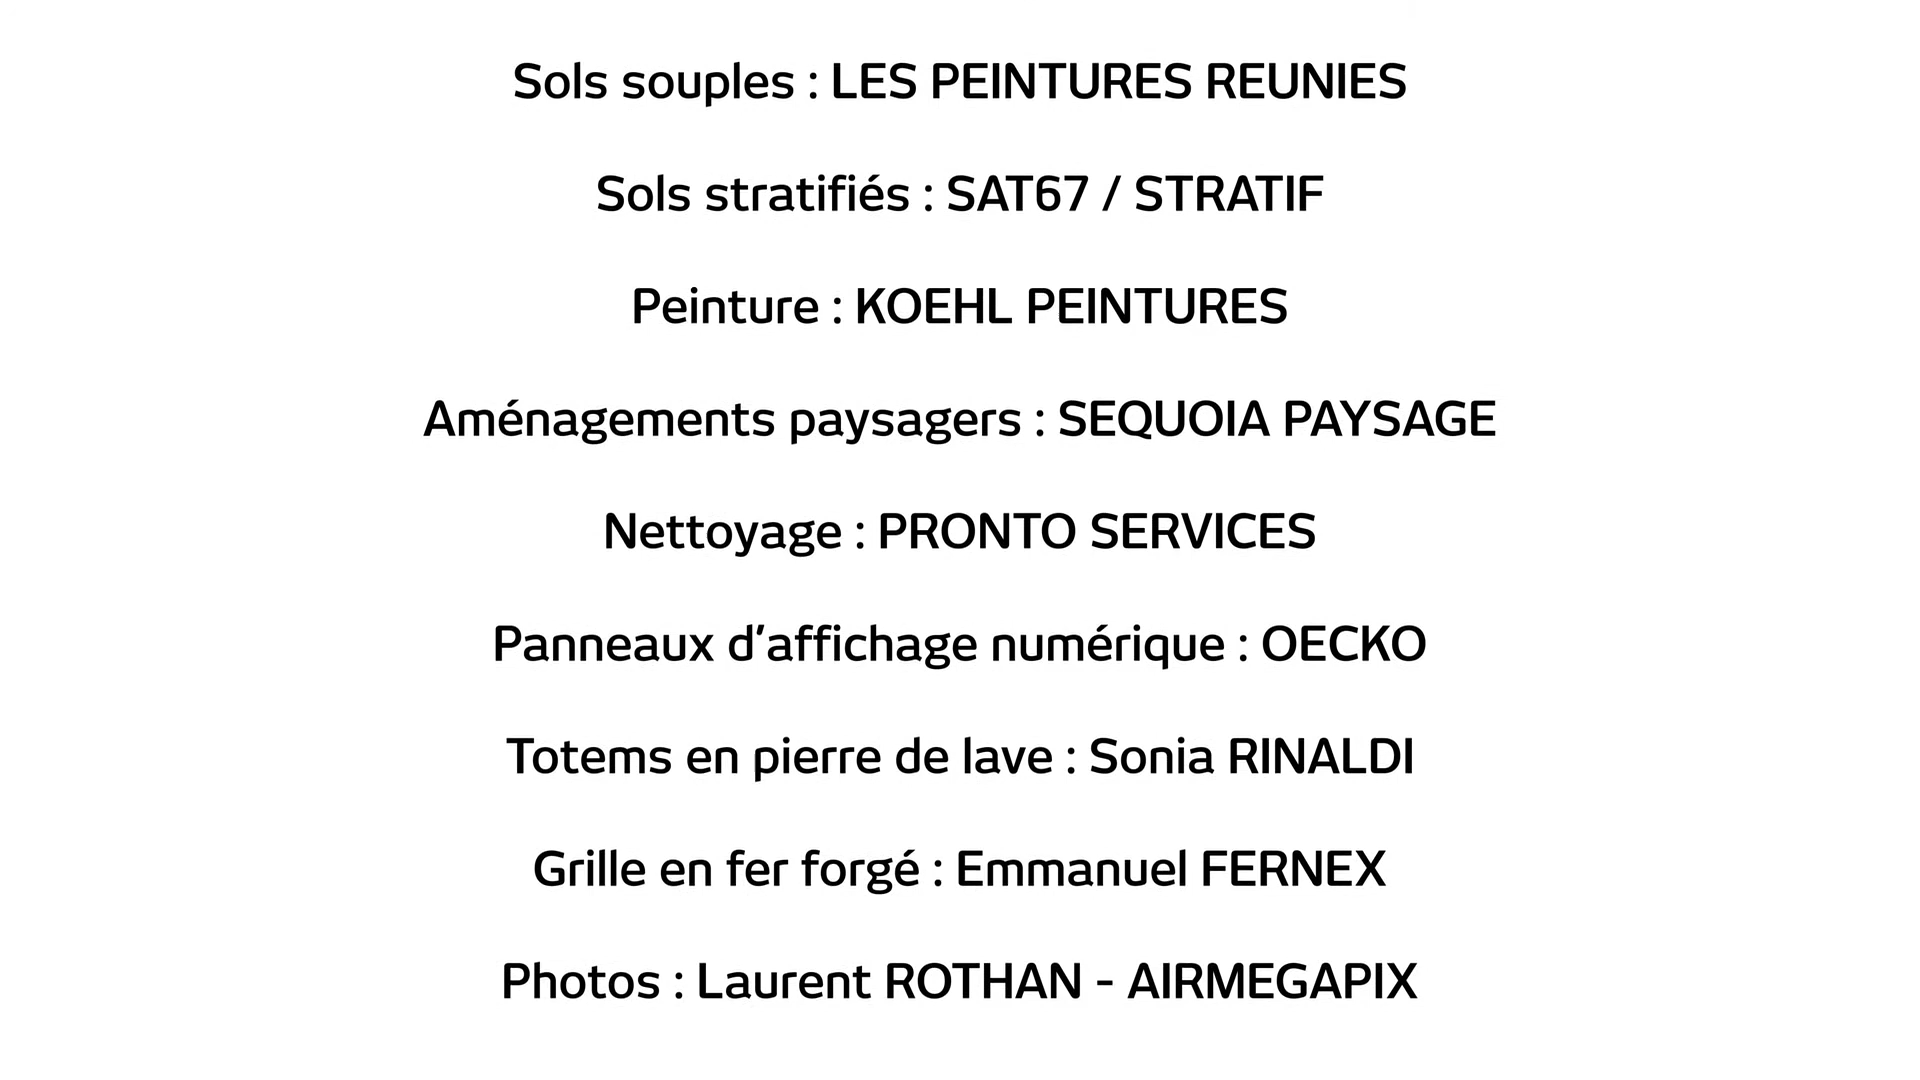 Sols souples : LES PEINTURES REUNIES
Sols stratifiés : SAT67 / STRATIF
Peinture : KOEHL PEINTURES
Aménagements paysagers : SEQUOIA PAYSAGE
Nettoyage : PRONTO SERVICES
Panneaux d’affichage numérique : OECKO
Totems en pierre de lave : Sonia RINALDI
Grille en fer forgé : Emmanuel FERNEX
Photos : Laurent ROTHAN - AIRMEGAPIX